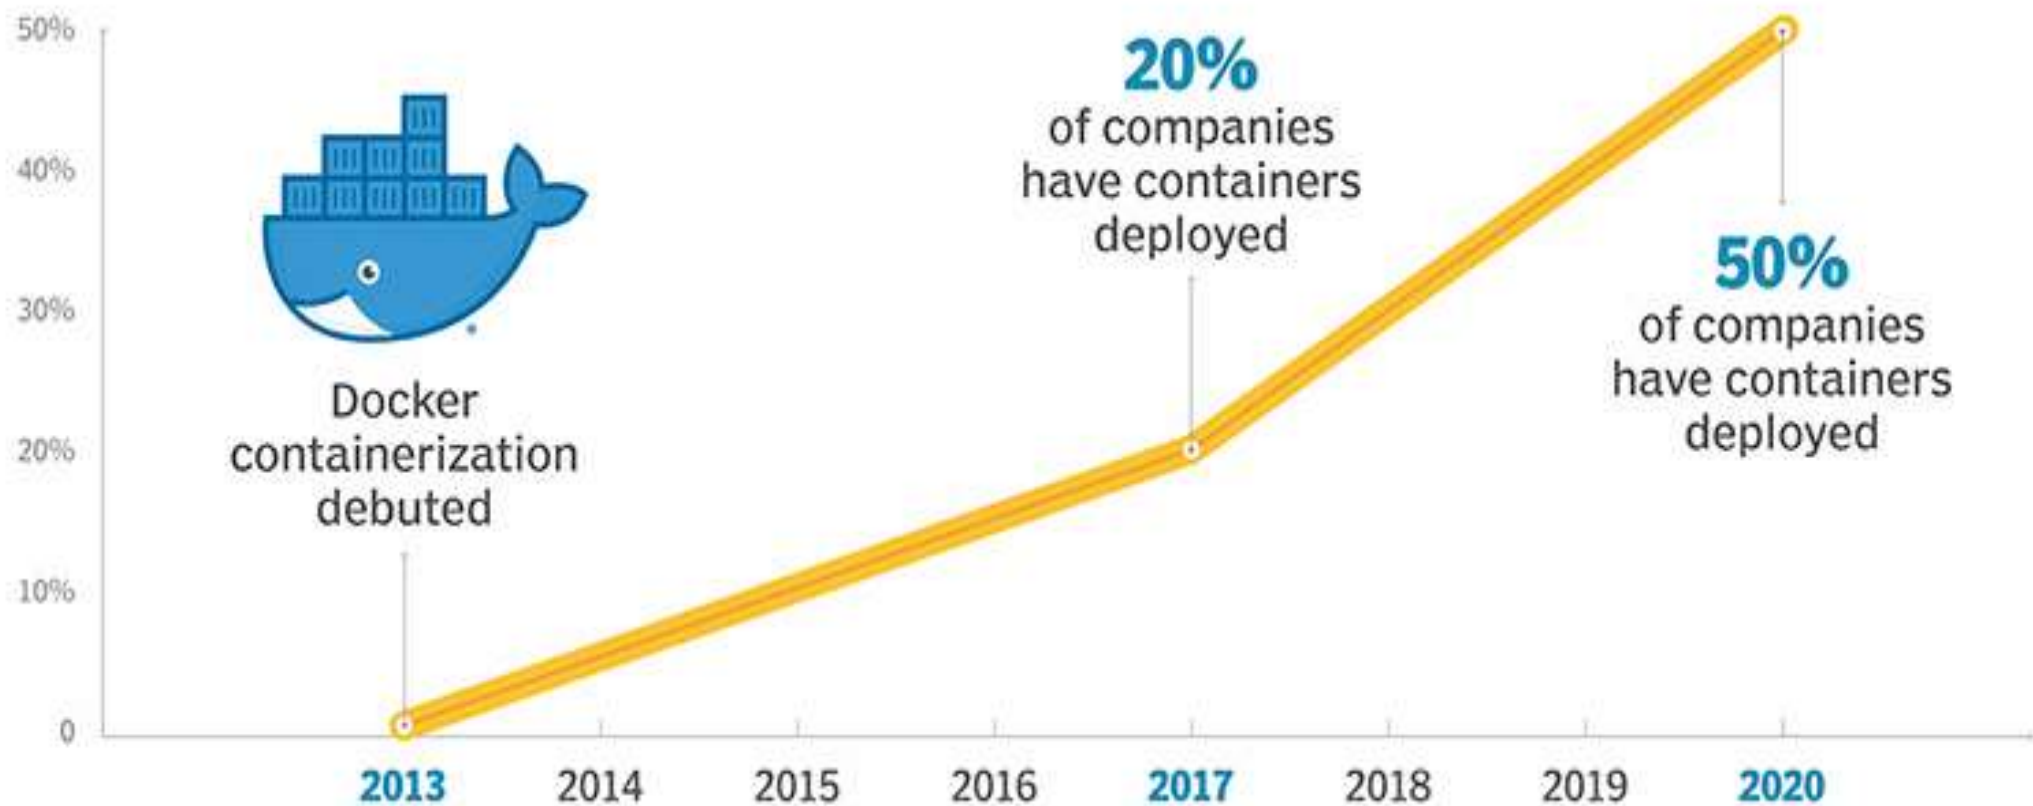 50%
40%
30%
20%
10%
0
Docker
containerization
debuted
20%
of companies
have containers
deployed
50%
of companies
have containers
deployed
2013 2014 2015 2016 2017 2018 2019 2020